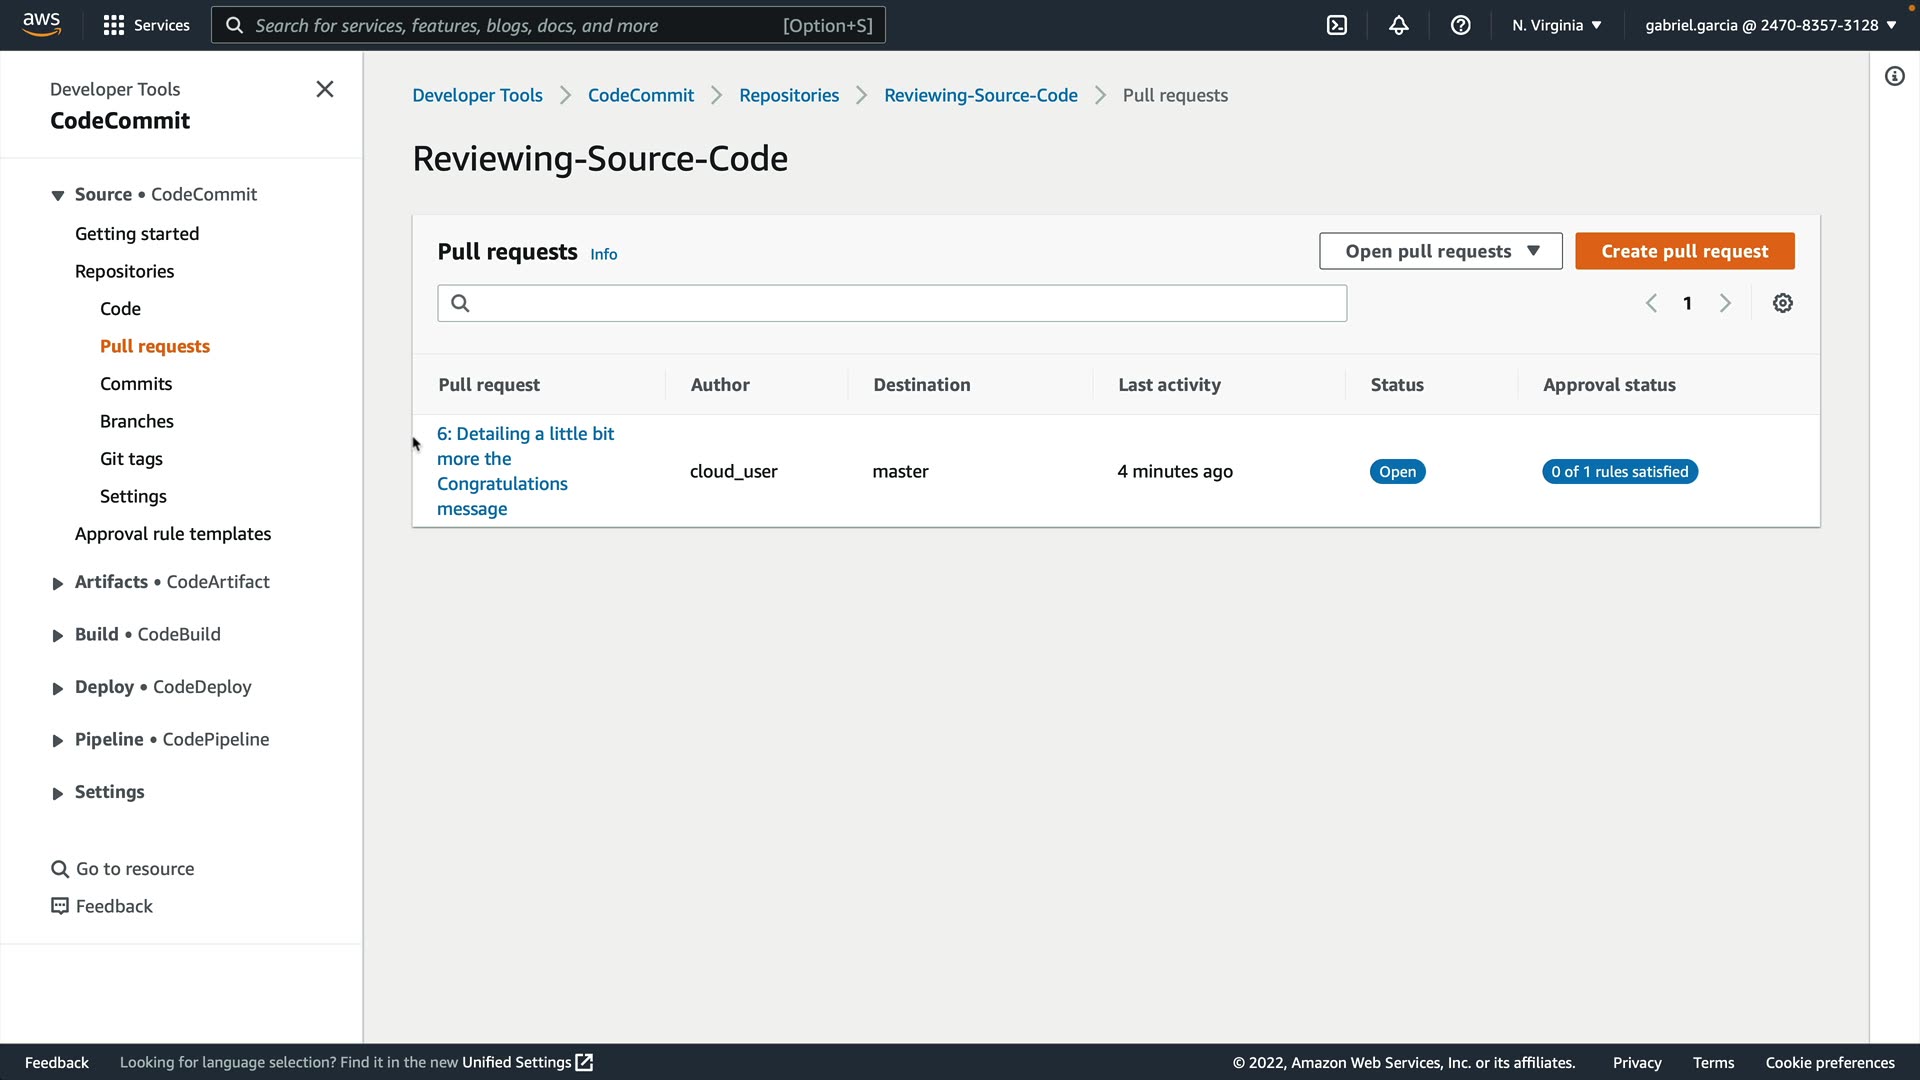 aws
Services
Search for services, features, blogs, docs, and more
[Option+S]
N. Virginia ▼
gabriel.garcia @ 2470-8357-3128 ▼
Developer Tools
CodeCommit
Source • CodeCommit
Getting started
Repositories
Code
Pull requests
Commits
Branches
Git tags
Settings
Approval rule templates
Artifacts • CodeArtifact
Build • CodeBuild
Deploy • CodeDeploy
Pipeline • CodePipeline
Settings
Go to resource
Feedback
Developer Tools > CodeCommit > Repositories > Reviewing-Source-Code > Pull requests
Reviewing-Source-Code
Pull requests Info
Open pull requests ▼
Create pull request
1
Pull request Author Destination Last activity Status Approval status
6: Detailing a little bit
more the
Congratulations
message
cloud_user master 4 minutes ago Open 0 of 1 rules satisfied
Feedback
Looking for language selection? Find it in the new Unified Settings
© 2022, Amazon Web Services, Inc. or its affiliates.
Privacy Terms Cookie preferences